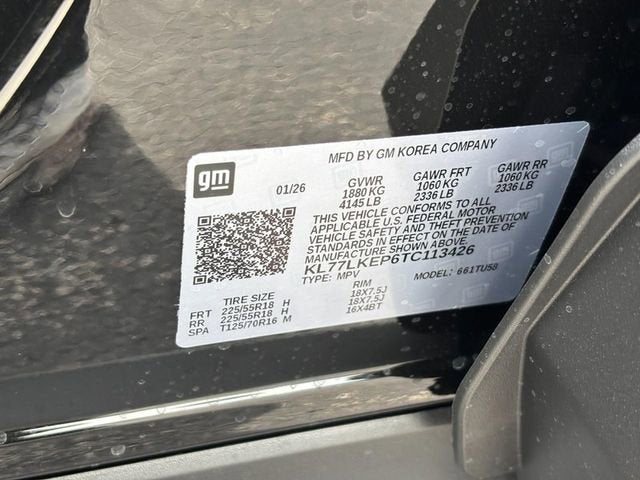 gm
MFD BY GM KOREA COMPANY
01/26
GVWR
1880 KG
4145 LB
GAWR FRT
1060 KG
2336 LB
GAWR RR
1060 KG
2336 LB
THIS VEHICLE CONFORMS TO ALL
APPLICABLE U.S. FEDERAL MOTOR
VEHICLE SAFETY AND THEFT PREVENTION
STANDARDS IN EFFECT ON THE DATE OF
MANUFACTURE SHOWN ABOVE.
KL77LKEP6TC113426
TYPE: MPV
MODEL: 661TU58
TIRE SIZE
RIM
FRT 225/55R18 H 18X7.5J
RR 225/55R18 H 18X7.5J
SPA T125/70R16 M 16X4BT